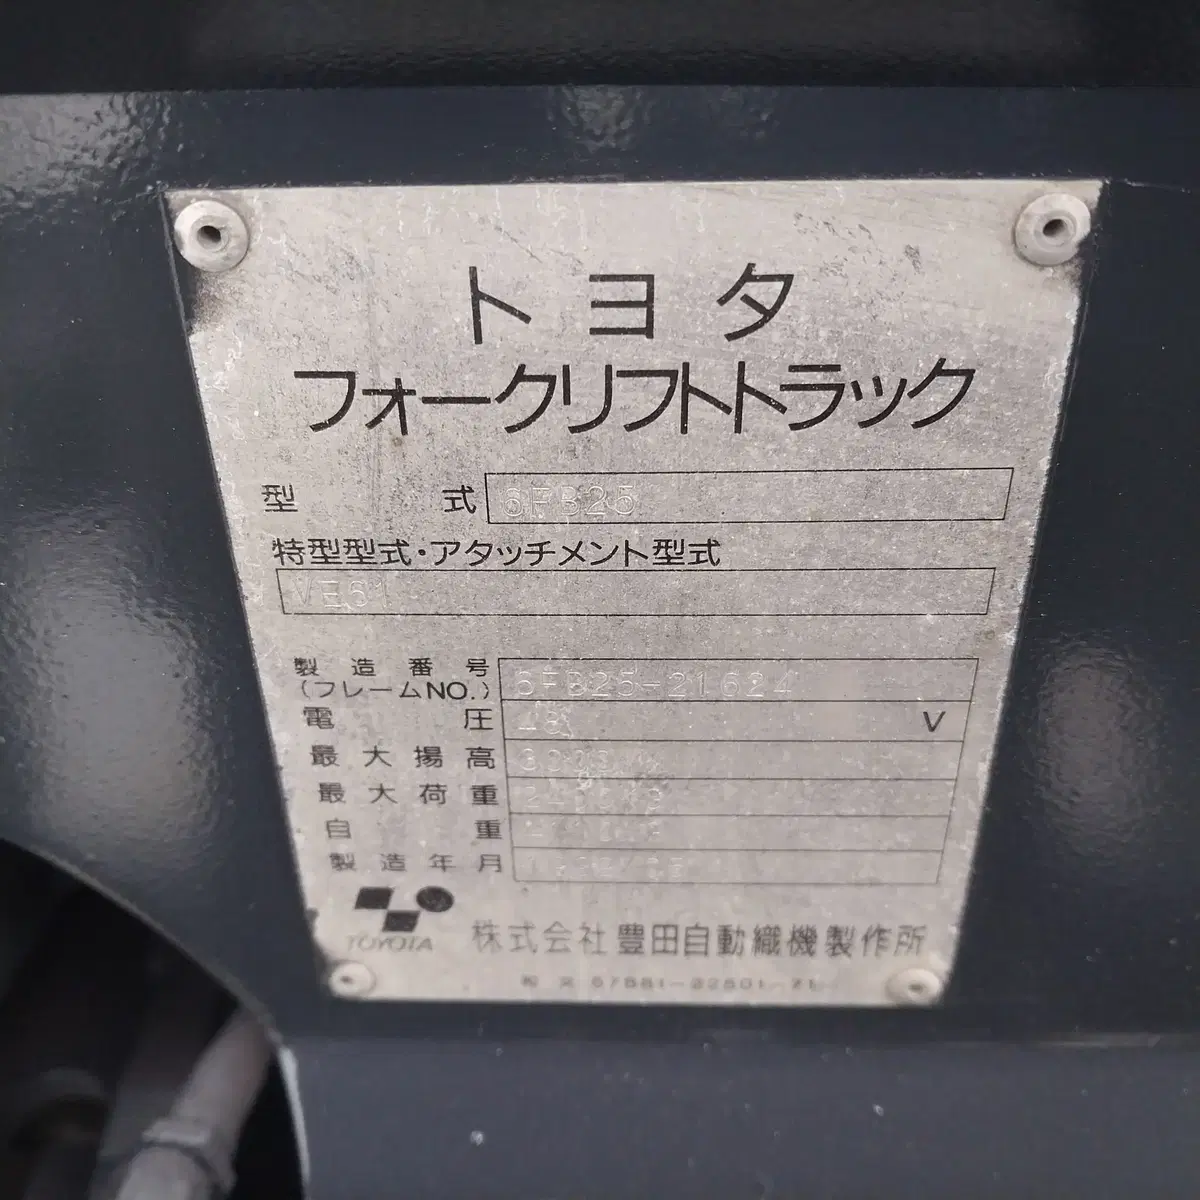 トヨタ
フォークリフトトラック
型式 6FB25
特型型式・アタッチメント型式
VE61
製造番号 6FB25-21624
(フレームNO.)
電圧 48 V
最大揚高
最大荷重
自重
製造年月
TOYOTA 株式会社豊田自動織機製作所